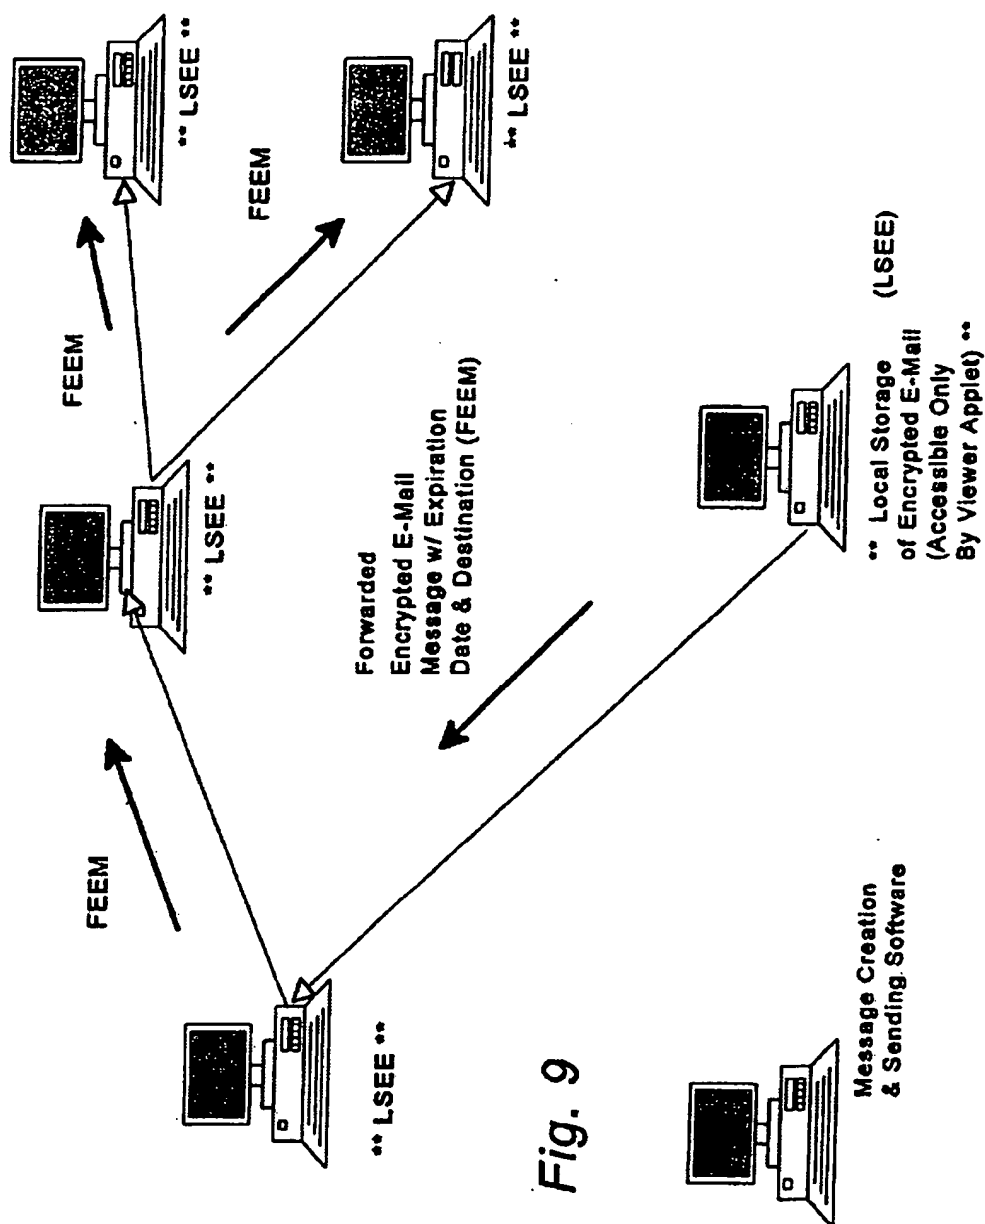 ** LSEE **
** LSEE **
FEEM
FEEM
** LSEE **
Forwarded
Encrypted E-Mail
Message w/ Expiration
Date & Destination (FEEM)
** Local Storage (LSEE)
of Encrypted E-Mail
(Accessible Only
By Viewer Applet) **
FEEM
** LSEE **
Message Creation
& Sending Software
Fig. 9